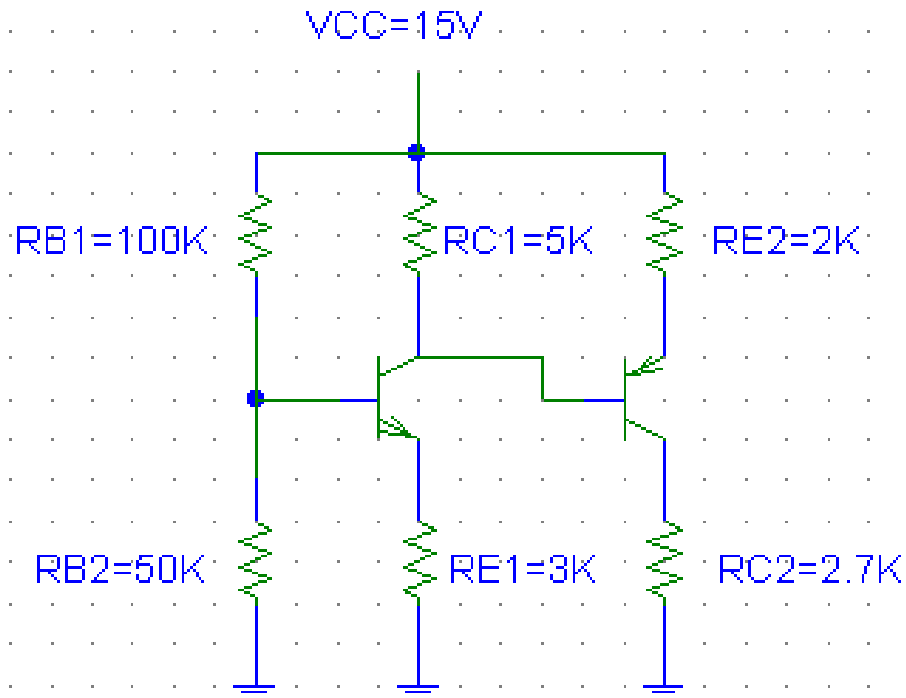 VCC=15V
RB1=100K
RC1=5K
RE2=2K
RB2=50K
RE1=3K
RC2=2.7K